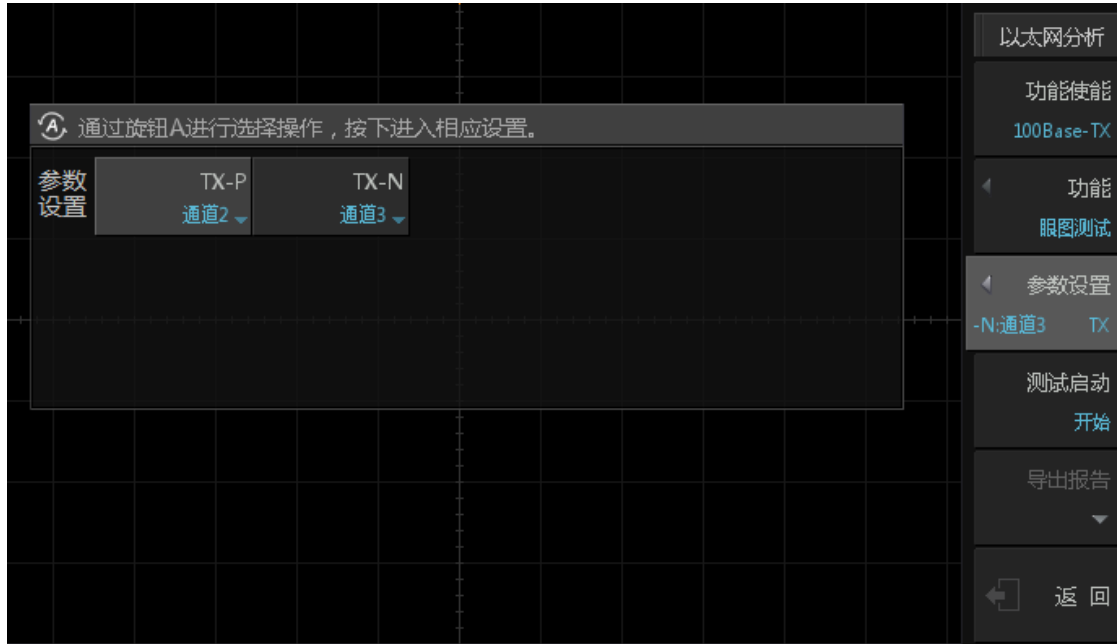 以太网分析
功能使能
100Base-TX
功能
眼图测试
参数设置
-N:通道3 TX
测试启动
开始
导出报告
返 回
A 通过旋钮A进行选择操作，按下进入相应设置。
参数
设置
TX-P
通道2
TX-N
通道3